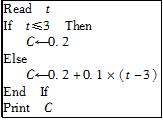 Read t
If t⩽3 Then
C←0.2
Else
C←0.2+0.1×(t-3)
End If
Print C